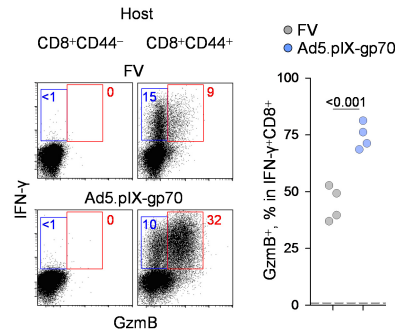 Host
CD8⁺CD44⁻ CD8⁺CD44⁺
FV
<1 0 15 9
Ad5.pIX-gp70
<1 0 10 32
IFN-γ
GzmB
FV
Ad5.pIX-gp70
GzmB⁺, % in IFN-γ⁺CD8⁺
100
75
50
25
0
<0.001